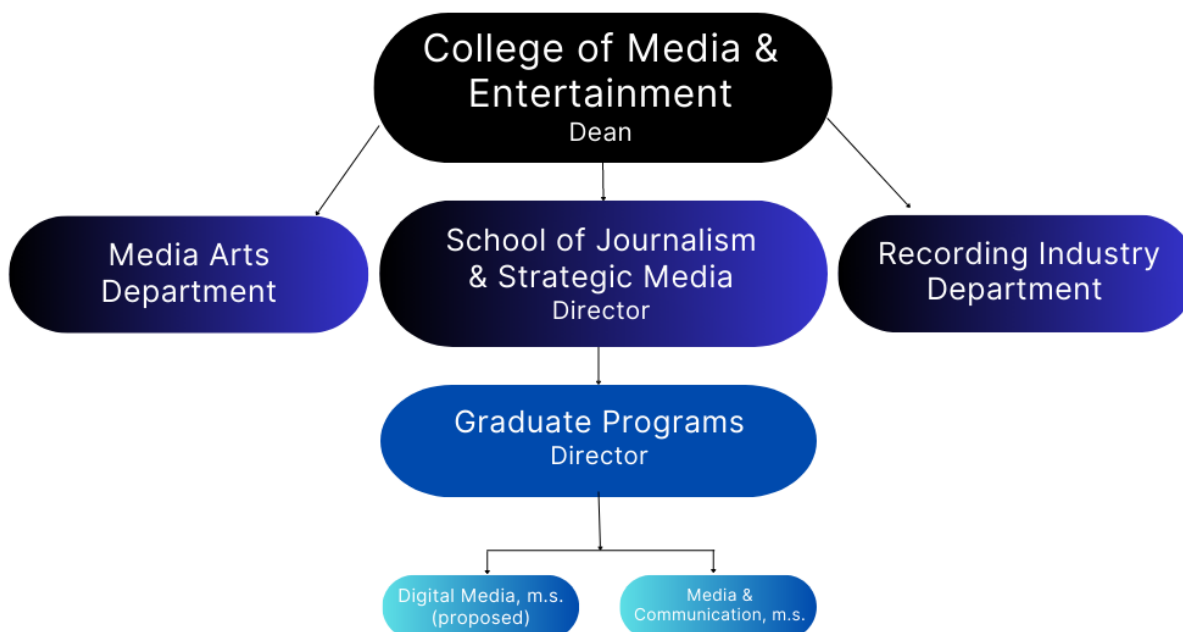 College of Media &
Entertainment
Dean
Media Arts
Department
School of Journalism
& Strategic Media
Director
Recording Industry
Department
Graduate Programs
Director
Digital Media, m.s.
(proposed)
Media &
Communication, m.s.